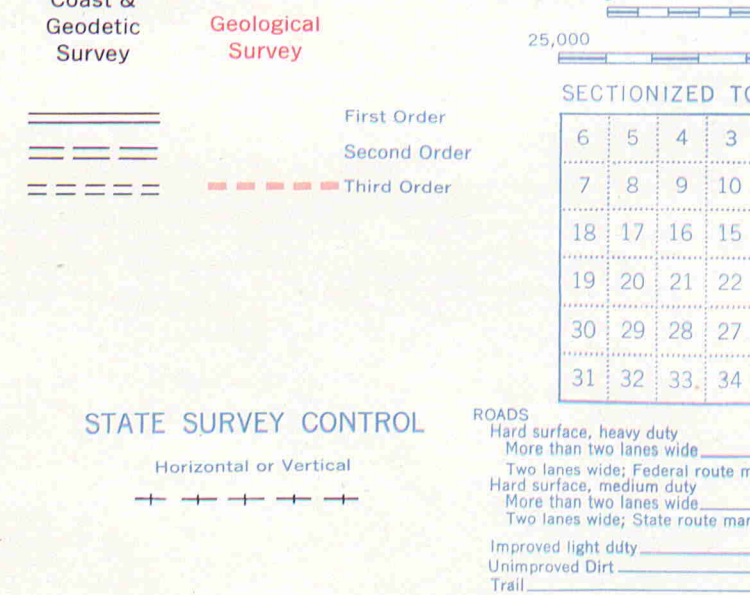 Coast &
Geodetic
Survey
Geological
Survey
First Order
Second Order
Third Order
25,000
SECTIONIZED TO
6 5 4 3
7 8 9 10
18 17 16 15
19 20 21 22
30 29 28 27
31 32 33 34
STATE SURVEY CONTROL
Horizontal or Vertical
ROADS
Hard surface, heavy duty
More than two lanes wide
Two lanes wide; Federal route m
Hard surface, medium duty
More than two lanes wide
Two lanes wide; State route mar
Improved light duty
Unimproved Dirt
Trail